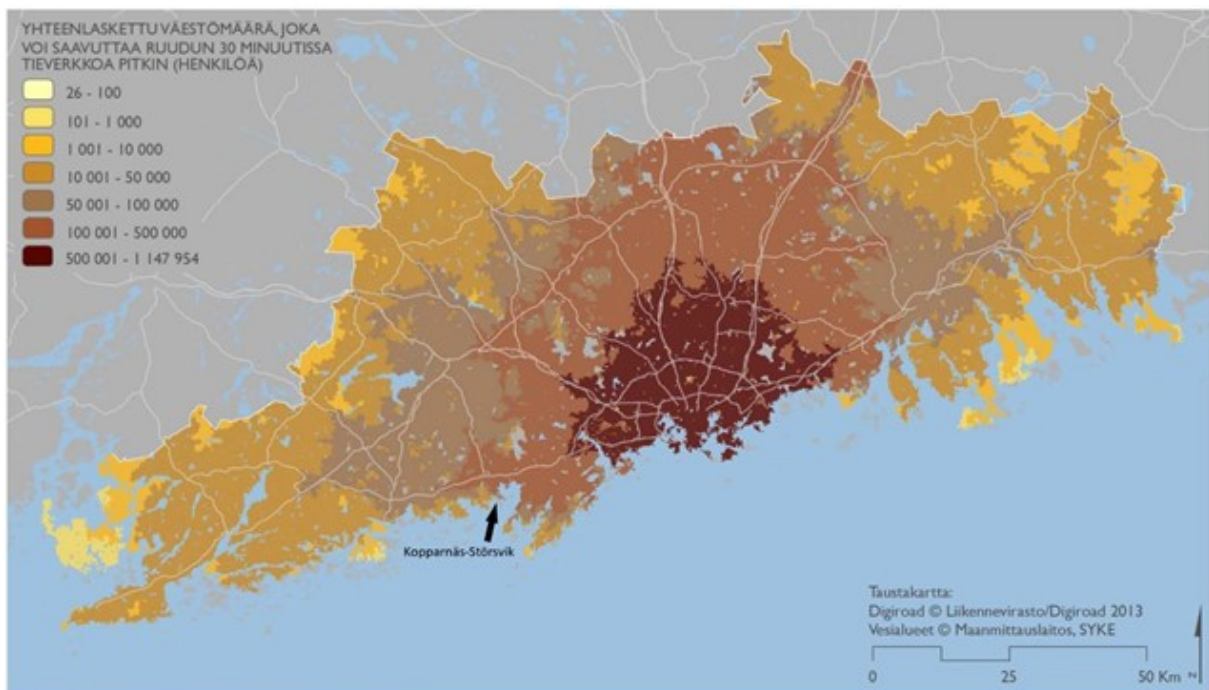 YHTEENLASKETTU VÄESTÖMÄÄRÄ, JOKA
VOI SAAVUTTAA RUUDUN 30 MINUUTISSA
TIEVERKKOA PITKIN (HENKILÖÄ)
26 - 100
101 - 1 000
1 001 - 10 000
10 001 - 50 000
50 001 - 100 000
100 001 - 500 000
500 001 - 1 147 954
Kopparnäs-Störsvik
Taustakartta:
Digiroad © Liikennevirasto/Digiroad 2013
Vesialueet © Maanmittauslaitos, SYKE
0 25 50 Km
N